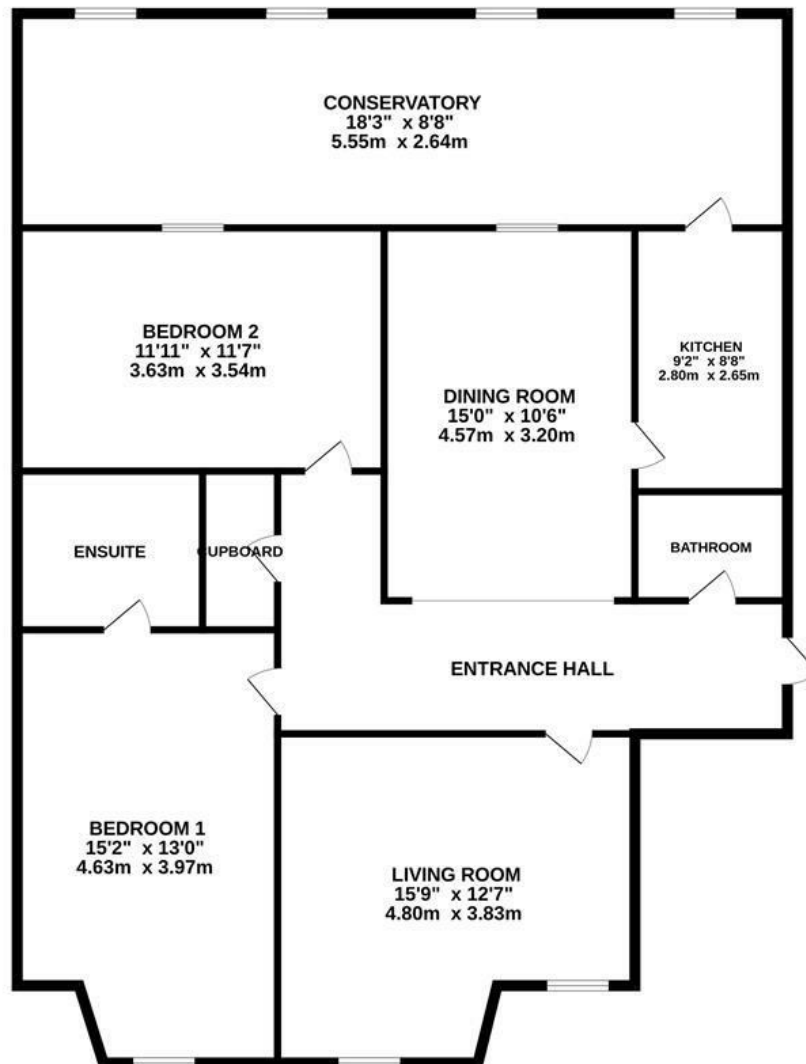 CONSERVATORY
18'3" x 8'8"
5.55m x 2.64m
BEDROOM 2
11'11" x 11'7"
3.63m x 3.54m
DINING ROOM
15'0" x 10'6"
4.57m x 3.20m
KITCHEN
9'2" x 8'8"
2.80m x 2.65m
ENSUITE
CUPBOARD
BATHROOM
ENTRANCE HALL
BEDROOM 1
15'2" x 13'0"
4.63m x 3.97m
LIVING ROOM
15'9" x 12'7"
4.80m x 3.83m